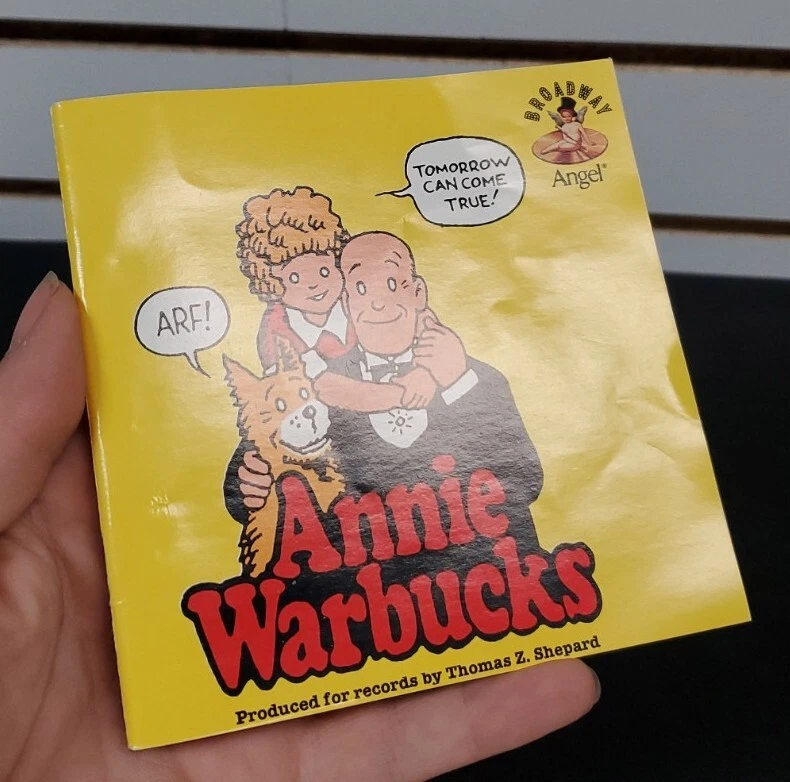 BROADWAY
Angel®
TOMORROW
CAN COME
TRUE!
ARF!
Annie
Warbucks
Produced for records by Thomas Z. Shepard